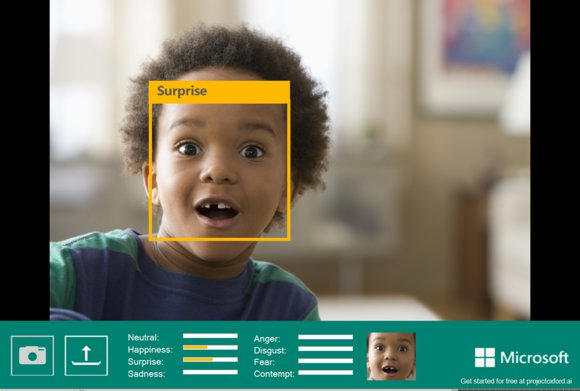 Surprise
Neutral:
Happiness:
Surprise:
Sadness:
Anger:
Disgust:
Fear:
Contempt:
Microsoft
Get started for free at projectoxford.ai